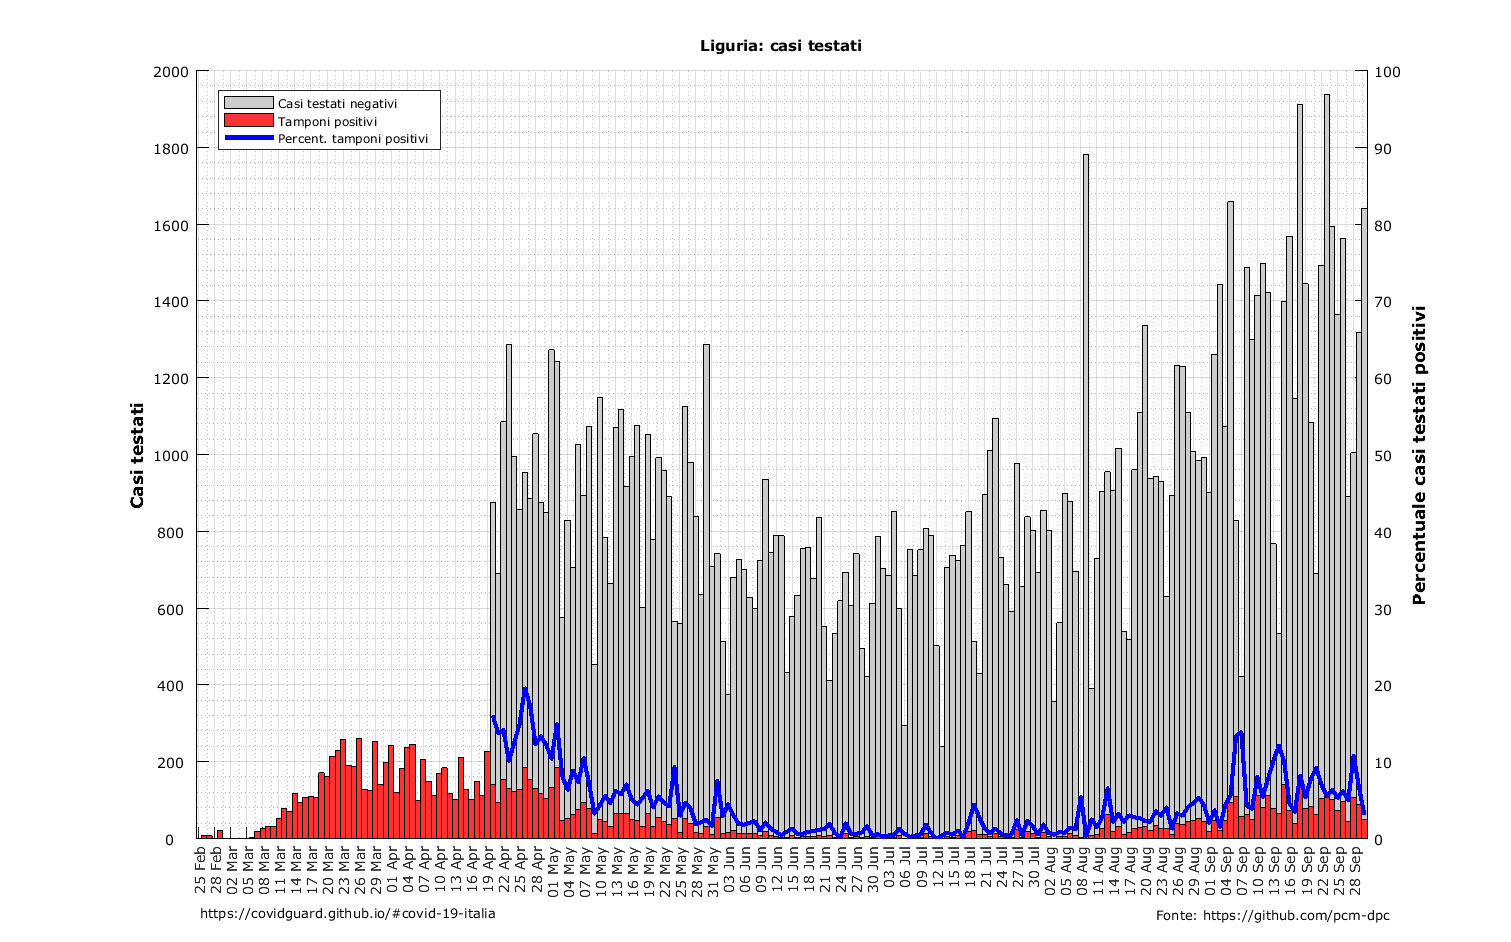 Liguria: casi testati
Casi testati negativi
Tamponi positivi
Percent. tamponi positivi
Casi testati
2000
1800
1600
1400
1200
1000
800
600
400
200
0
100
90
80
70
60
50
40
30
20
10
0
Percentuale casi testati positivi
25 Feb
28 Feb
02 Mar
05 Mar
08 Mar
11 Mar
14 Mar
17 Mar
20 Mar
23 Mar
26 Mar
29 Mar
01 Apr
04 Apr
07 Apr
10 Apr
13 Apr
16 Apr
19 Apr
22 Apr
25 Apr
28 Apr
01 May
04 May
07 May
10 May
13 May
16 May
19 May
22 May
25 May
28 May
31 May
03 Jun
06 Jun
09 Jun
12 Jun
15 Jun
18 Jun
21 Jun
24 Jun
27 Jun
30 Jun
03 Jul
06 Jul
09 Jul
12 Jul
15 Jul
18 Jul
21 Jul
24 Jul
27 Jul
30 Jul
02 Aug
05 Aug
08 Aug
11 Aug
14 Aug
17 Aug
20 Aug
23 Aug
26 Aug
29 Aug
01 Sep
04 Sep
07 Sep
10 Sep
13 Sep
16 Sep
19 Sep
22 Sep
25 Sep
28 Sep
https://covidguard.github.io/#covid-19-italia
Fonte: https://github.com/pcm-dpc